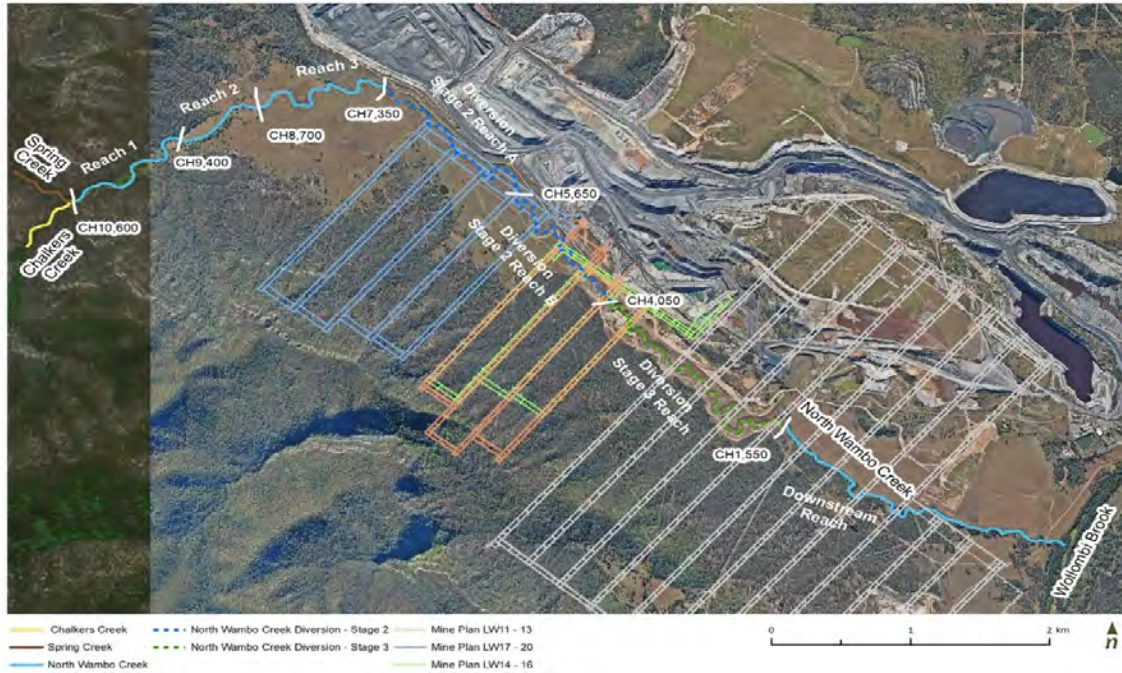 Reach 3
Reach 2
Reach 1
CH7,350
CH8,700
CH9,400
CH10,600
Spring
Creek
Chalkers
Creek
Diversion
Stage 2 Reach A
CH5,650
Diversion
Stage 2 Reach B
CH4,050
Diversion
Stage 3 Reach
CH1,550
North Wambo Creek
Downstream
Reach
Wollombi Brook
Chalkers Creek
Spring Creek
North Wambo Creek
North Wambo Creek Diversion - Stage 2
North Wambo Creek Diversion - Stage 3
Mine Plan LW11 - 13
Mine Plan LW17 - 20
Mine Plan LW14 - 16
0 1 2 km
n